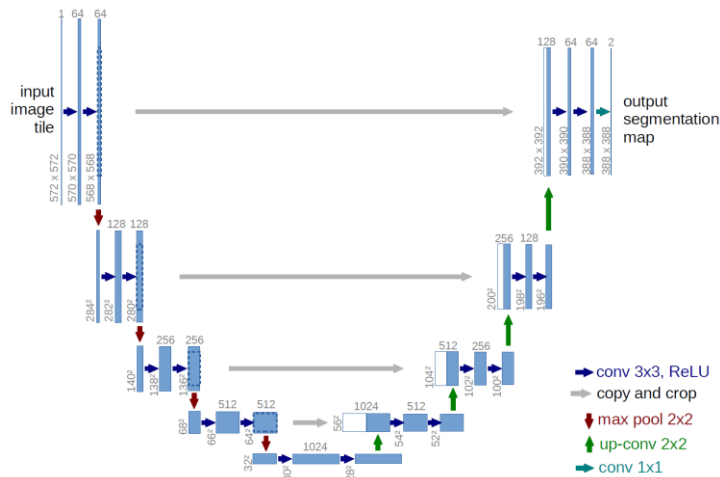 1 64 64
128 64 64 2
input
image
tile
output
segmentation
map
572 x 572
570 x 570
568 x 568
392 x 392
390 x 390
388 x 388
388 x 388
128 128
256 128
284²
282²
280²
200²
198²
196²
256 256
512 256
140²
138²
136²
104²
102²
100²
512 512
1024 512
68²
66²
64²
56²
54²
52²
1024
32²
conv 3x3, ReLU
copy and crop
max pool 2x2
up-conv 2x2
conv 1x1